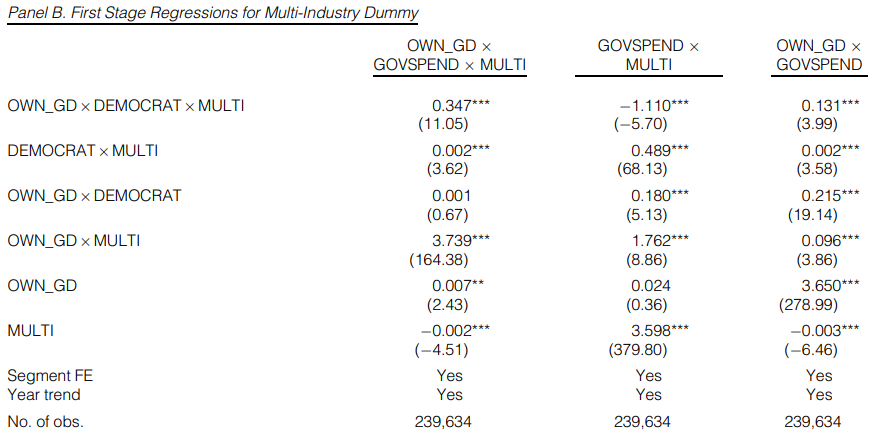 Panel B. First Stage Regressions for Multi-Industry Dummy
OWN_GD × GOVSPEND × OWN_GD ×
GOVSPEND × MULTI MULTI GOVSPEND
OWN_GD × DEMOCRAT × MULTI 0.347*** −1.110*** 0.131***
(11.05) (−5.70) (3.99)
DEMOCRAT × MULTI 0.002*** 0.489*** 0.002***
(3.62) (68.13) (3.58)
OWN_GD × DEMOCRAT 0.001 0.180*** 0.215***
(0.67) (5.13) (19.14)
OWN_GD × MULTI 3.739*** 1.762*** 0.096***
(164.38) (8.86) (3.86)
OWN_GD 0.007** 0.024 3.650***
(2.43) (0.36) (278.99)
MULTI −0.002*** 3.598*** −0.003***
(−4.51) (379.80) (−6.46)
Segment FE Yes Yes Yes
Year trend Yes Yes Yes
No. of obs. 239,634 239,634 239,634